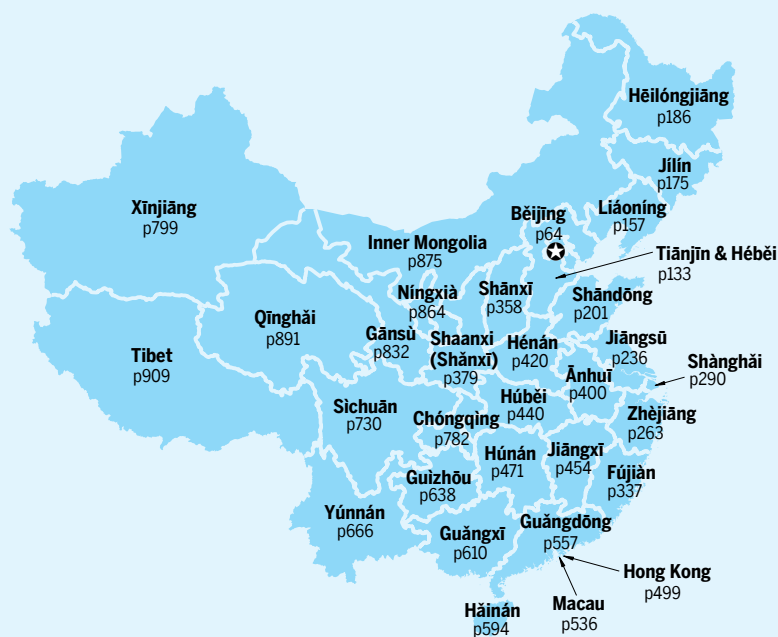 Hēilóngjiāng
p186
Jílín
p175
Xīnjiāng
p799
Běijīng
p64
Liáoníng
p157
Inner Mongolia
p875
Tiānjīn & Héběi
p133
Níngxià
p864
Shānxī
p358
Shāndōng
p201
Qīnghǎi
p891
Gānsù
p832
Shaanxi
(Shǎnxī)
p379
Hénán
p420
Jiāngsū
p236
Tibet
p909
Ānhuī
p400
Shànghǎi
p290
Sìchuān
p730
Chóngqìng
p782
Húběi
p440
Zhèjiāng
p263
Húnán
p471
Jiāngxī
p454
Guìzhōu
p638
Fújiàn
p337
Yúnnán
p666
Guǎngxī
p610
Guǎngdōng
p557
Hong Kong
p499
Macau
p536
Hǎinán
p594